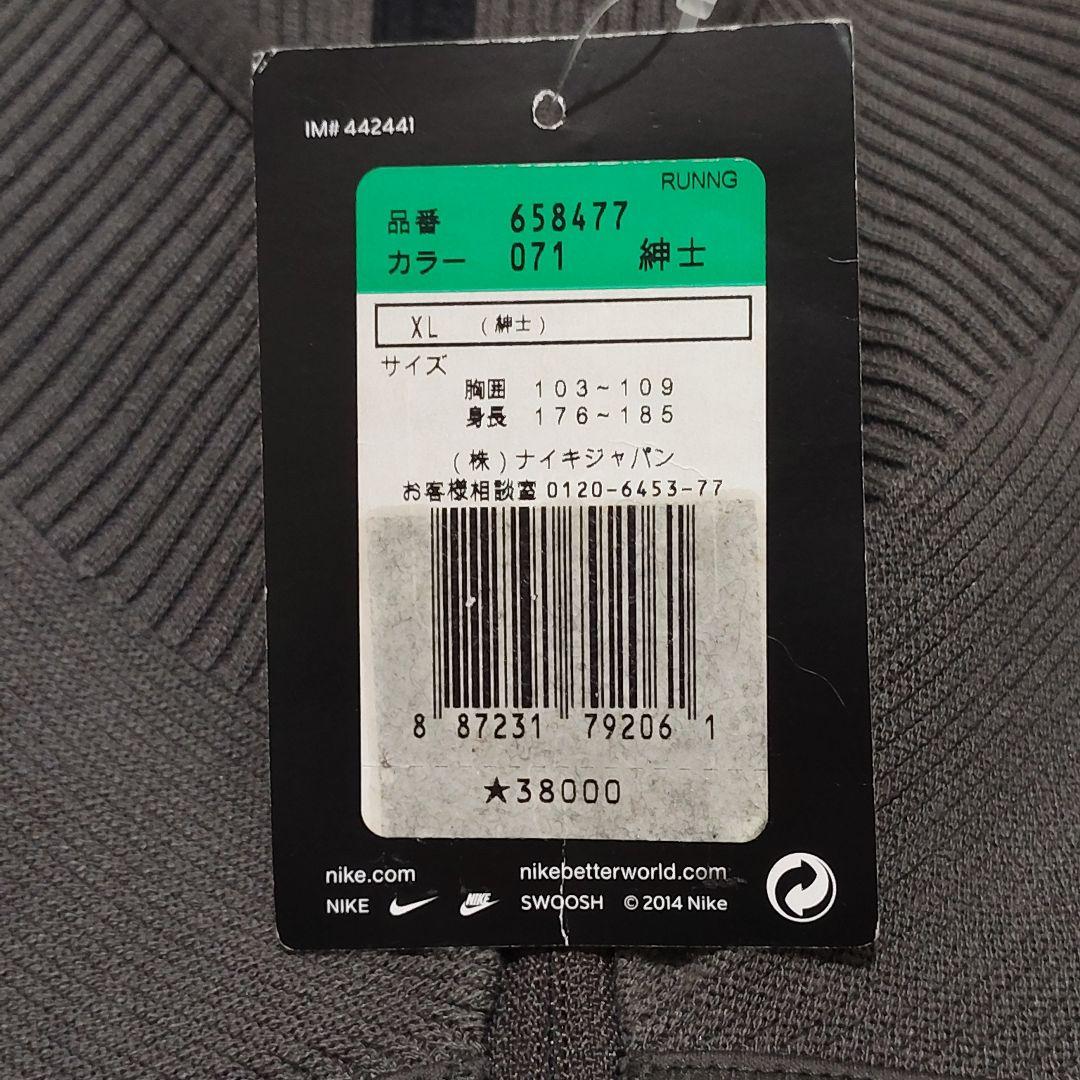 IM# 442441
RUNNG
品番 658477
カラー 071 紳士
XL (紳士)
サイズ
胸囲 103~109
身長 176~185
(株)ナイキジャパン
お客様相談室 0120-6453-77
8 87231 79206 1
★38000
nike.com nikebetterworld.com
NIKE NIKE SWOOSH © 2014 Nike